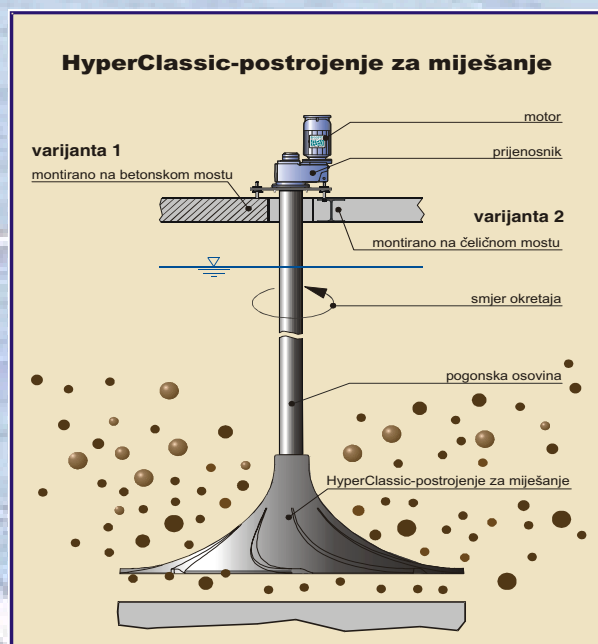 HyperClassic-postrojenje za miješanje
motor
varijanta 1
prijenosnik
montirano na betonskom mostu
varijanta 2
montirano na čeličnom mostu
smjer okretaja
pogonska osovina
HyperClassic-postrojenje za miješanje